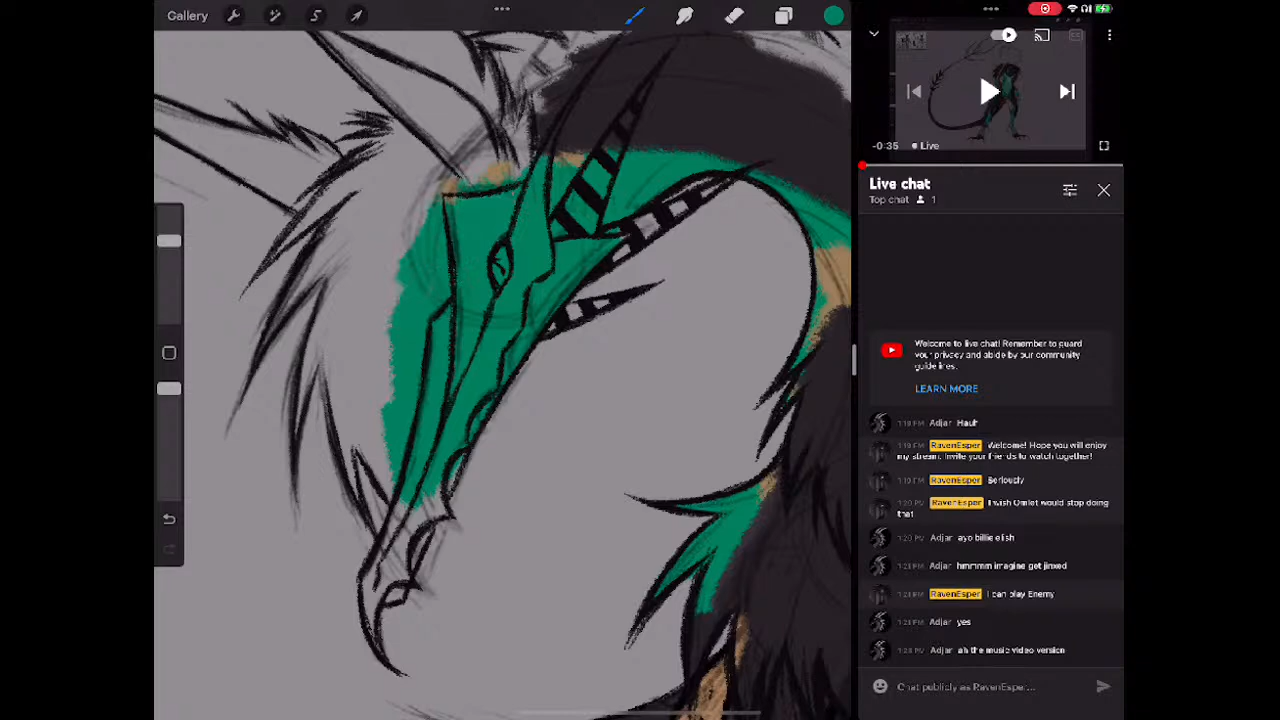 Gallery
-0:35 Live
Live chat
Top chat 1
Welcome to live chat! Remember to guard
your privacy and abide by our community
guidelines.
LEARN MORE
1:19 PM Adjar Hauh
1:19 PM RavenEsper Welcome! Hope you will enjoy
my stream. Invite your friends to watch together!
1:19 PM RavenEsper Seriously
1:20 PM RavenEsper I wish Omlet would stop doing
that
1:20 PM Adjar ayo billie eilish
1:21 PM Adjar hmmmm imagine get jinxed
1:21 PM RavenEsper I can play Enemy
1:21 PM Adjar yes
1:23 PM Adjar ah the music video version
Chat publicly as RavenEsper...